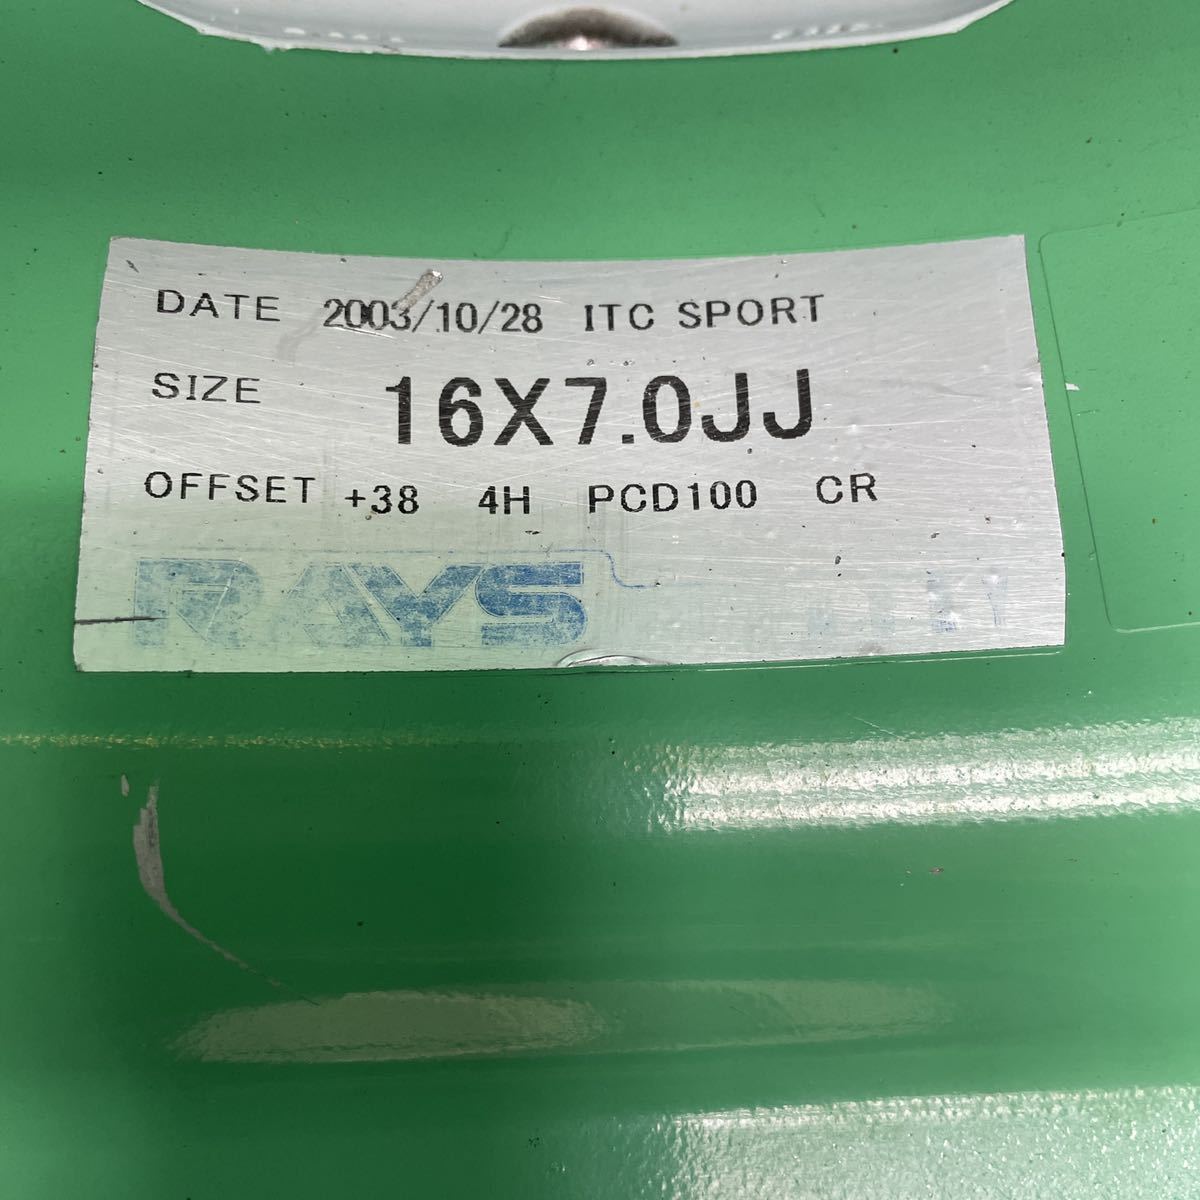 DATE 2003/10/28 ITC SPORT
SIZE 16X7.0JJ
OFFSET +38 4H PCD100 CR
RAYS